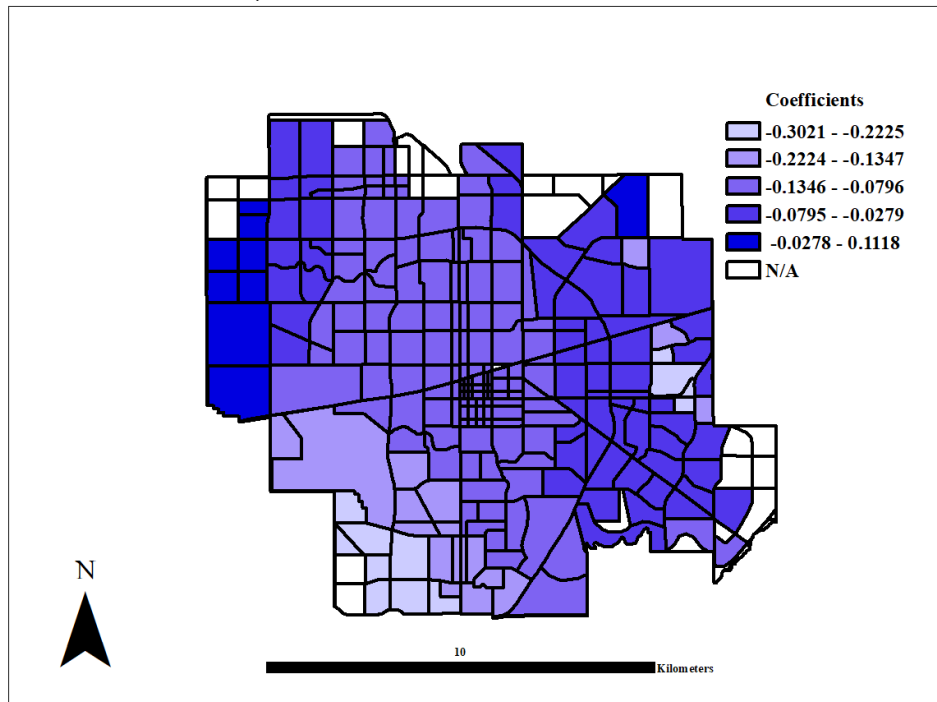 Coefficients
-0.3021 - -0.2225
-0.2224 - -0.1347
-0.1346 - -0.0796
-0.0795 - -0.0279
-0.0278 - 0.1118
N/A
N
10
Kilometers